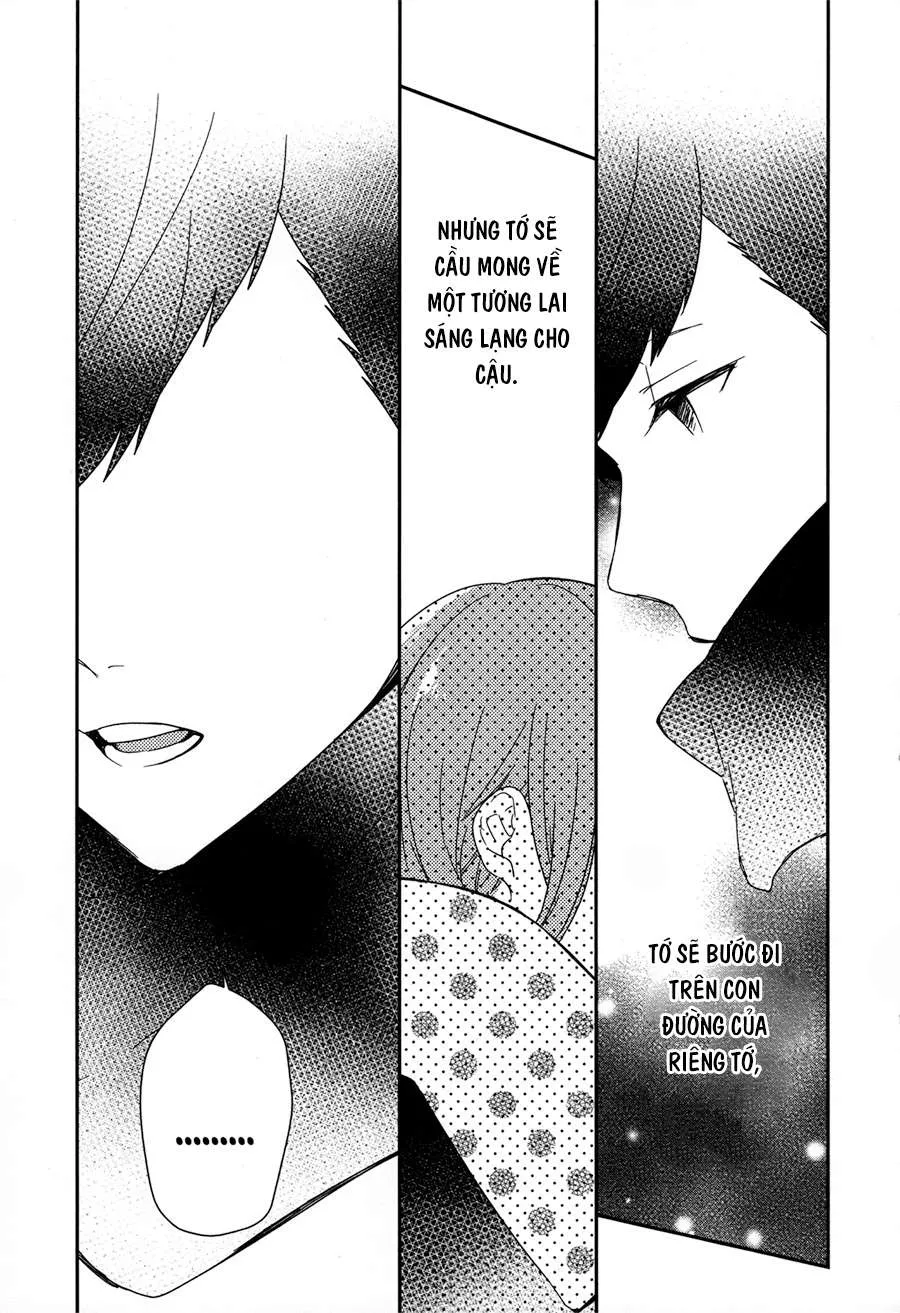 TỚ SẼ BƯỚC ĐI
TRÊN CON
ĐƯỜNG CỦA
RIÊNG TỚ,
NHƯNG TỚ SẼ
CẦU MONG VỀ
MỘT TƯƠNG LAI
SÁNG LẠNG CHO
CẬU.
.........